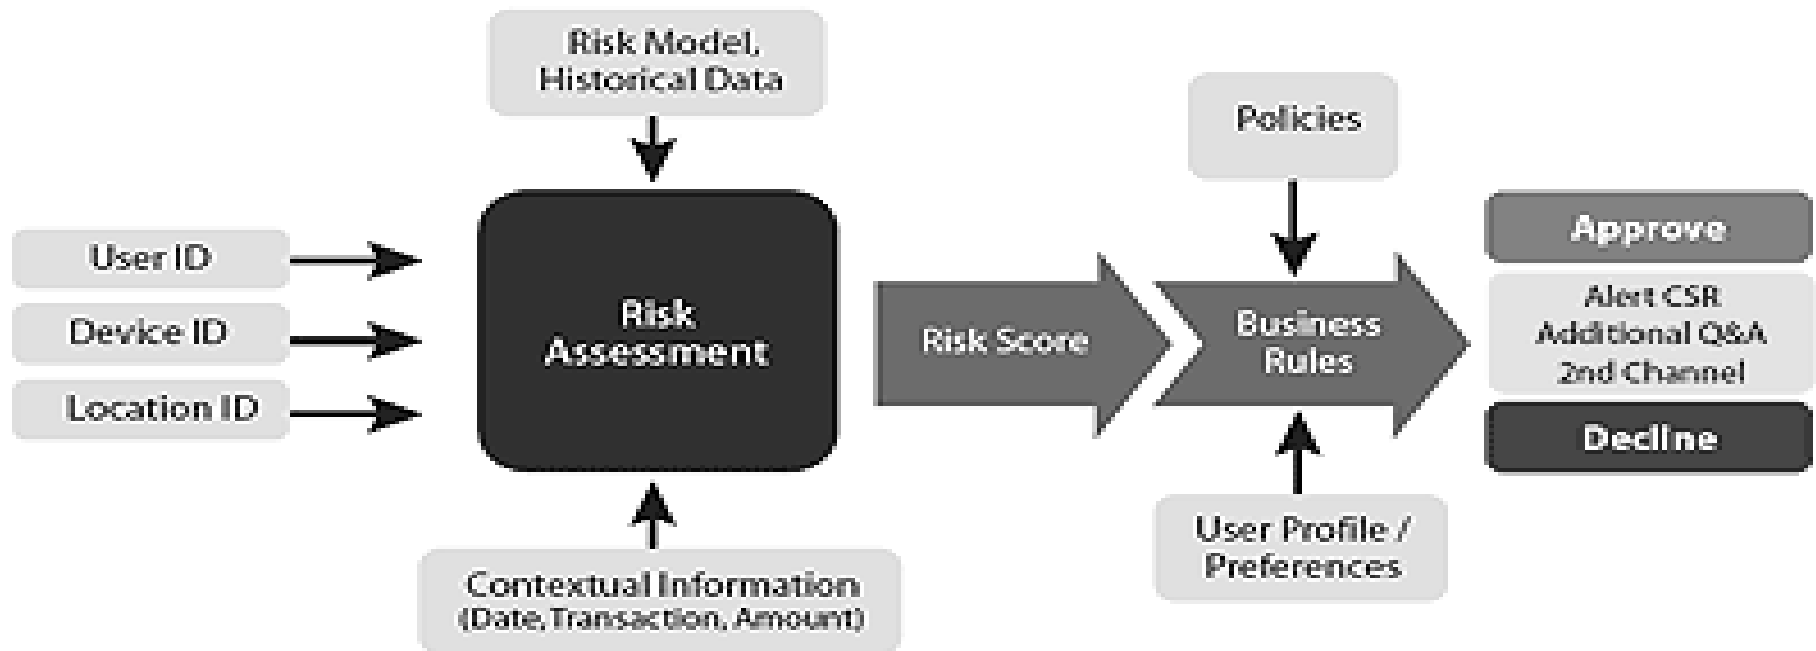 Risk Model,
Historical Data
Policies
User ID
Device ID
Location ID
Risk
Assessment
Risk Score
Business
Rules
Approve
Alert CSR
Additional Q&A
2nd Channel
Decline
Contextual Information
(Date,Transaction, Amount)
User Profile /
Preferences